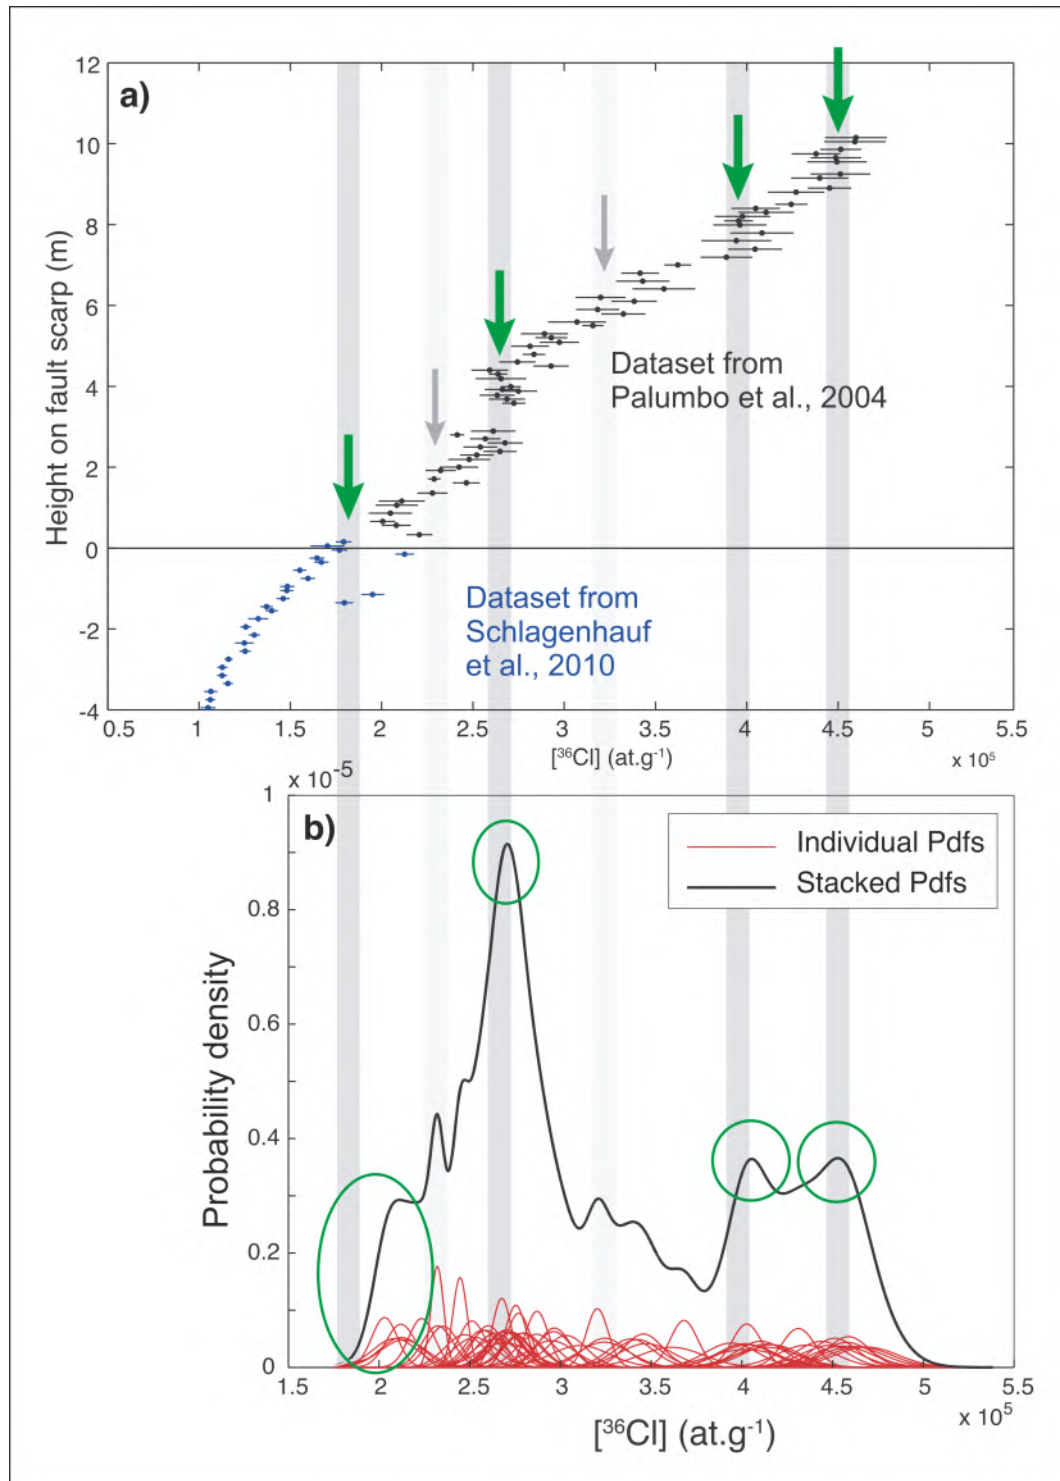 a)
12
10
8
6
4
2
0
-2
-4
Height on fault scarp (m)
Dataset from
Palumbo et al., 2004
Dataset from
Schlagenhauf
et al., 2010
0.5 1 1.5 2 2.5 3 3.5 4 4.5 5 5.5
[³⁶Cl] (at.g⁻¹)
x 10⁵
x 10⁻⁵
b)
1
0.8
0.6
0.4
0.2
0
Probability density
Individual Pdfs
Stacked Pdfs
1.5 2 2.5 3 3.5 4 4.5 5 5.5
x 10⁵
[³⁶Cl] (at.g⁻¹)